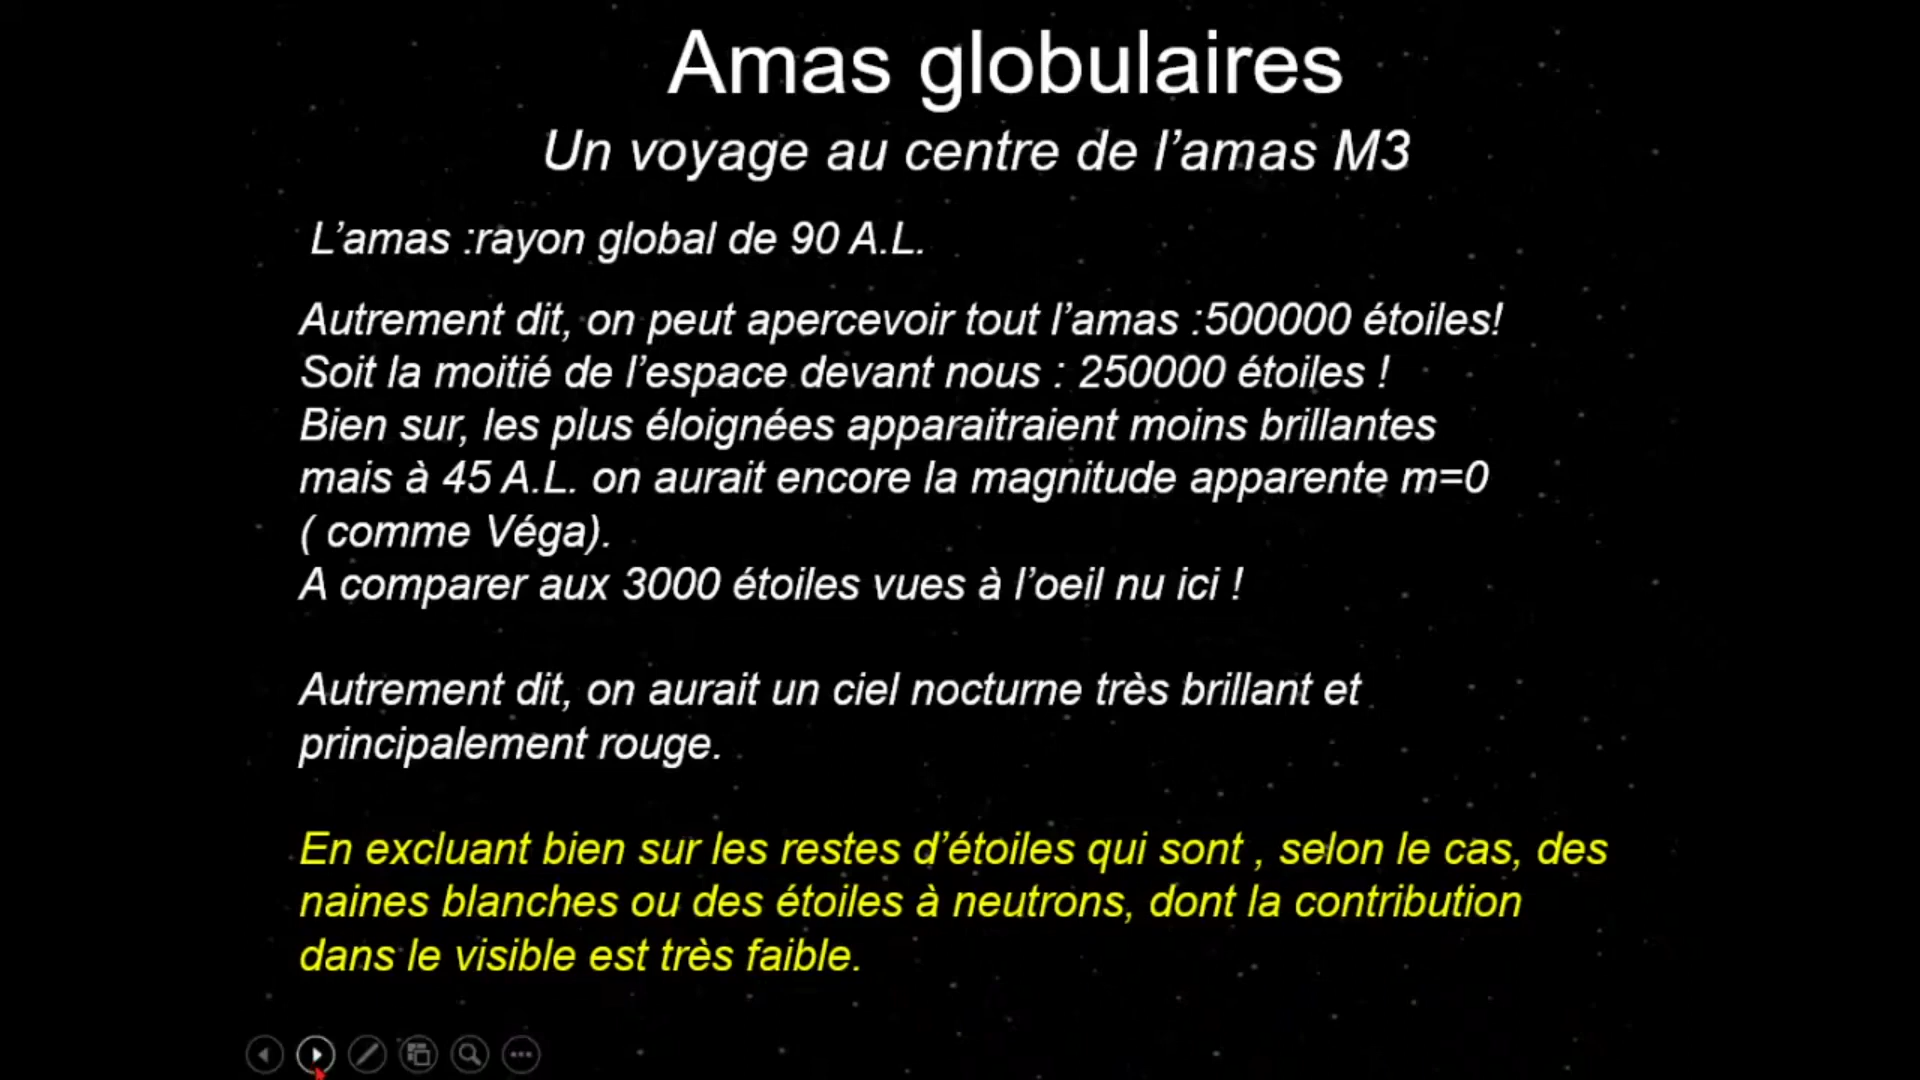 Amas globulaires
Un voyage au centre de l’amas M3
L’amas :rayon global de 90 A.L.
Autrement dit, on peut apercevoir tout l’amas :500000 étoiles!
Soit la moitié de l’espace devant nous : 250000 étoiles !
Bien sur, les plus éloignées apparaitraient moins brillantes
mais à 45 A.L. on aurait encore la magnitude apparente m=0
( comme Véga).
A comparer aux 3000 étoiles vues à l’oeil nu ici !
Autrement dit, on aurait un ciel nocturne très brillant et
principalement rouge.
En excluant bien sur les restes d’étoiles qui sont , selon le cas, des
naines blanches ou des étoiles à neutrons, dont la contribution
dans le visible est très faible.